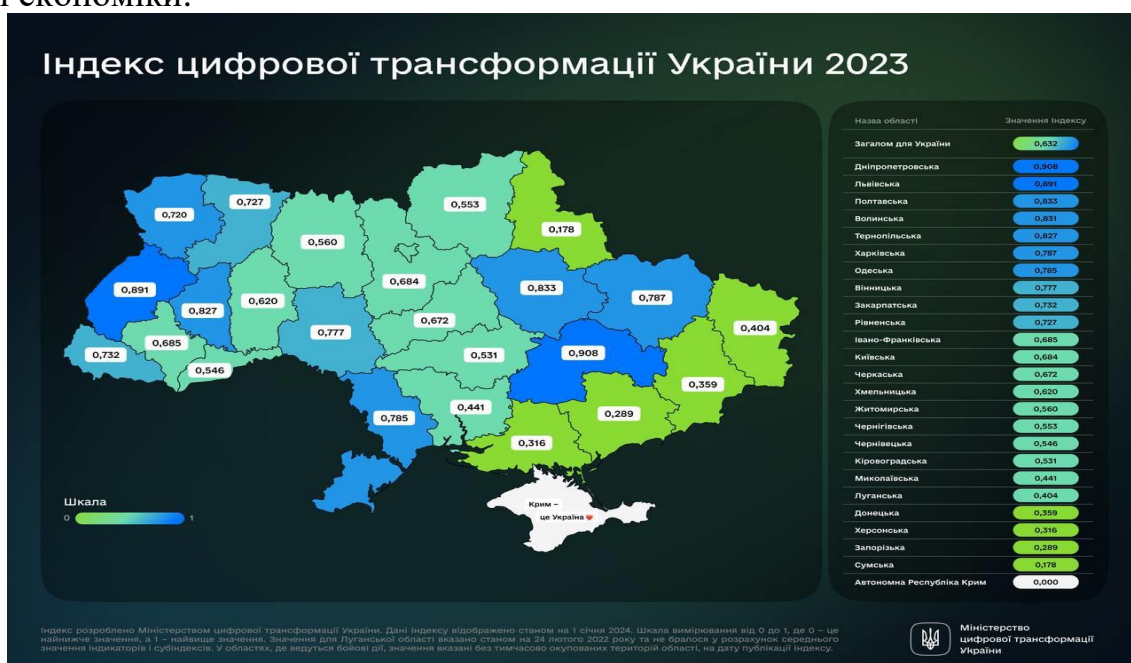 і економіки.
Індекс цифрової трансформації України 2023
0,720
0,727
0,560
0,553
0,178
0,891
0,827
0,620
0,684
0,833
0,787
0,404
0,732
0,685
0,546
0,777
0,672
0,531
0,908
0,359
0,785
0,441
0,289
0,316
Крим –
це Україна
Шкала
0
1
Назва області Значення Індексу
Загалом для України 0,632
Дніпропетровська 0,908
Львівська 0,891
Полтавська 0,833
Волинська 0,831
Тернопільська 0,827
Харківська 0,787
Одеська 0,785
Вінницька 0,777
Закарпатська 0,732
Рівненська 0,727
Івано-Франківська 0,685
Київська 0,684
Черкаська 0,672
Хмельницька 0,620
Житомирська 0,560
Чернігівська 0,553
Чернівецька 0,546
Кіровоградська 0,531
Миколаївська 0,441
Луганська 0,404
Донецька 0,359
Херсонська 0,316
Запорізька 0,289
Сумська 0,178
Автономна Республіка Крим 0,000
Індекс розроблено Міністерством цифрової трансформації України. Дані Індексу відображено станом на 1 січня 2024. Шкала вимірювання від 0 до 1, де 0 – це
найнижче значення, а 1 – найвище значення. Значення для Луганської області вказано станом на 24 лютого 2022 року та не бралося у розрахунок середнього
значення індикаторів і субіндексів. У областях, де ведуться бойові дії, значення вказані без тимчасово окупованих територій області, на дату публікації Індексу.
Міністерство
цифрової трансформації
України